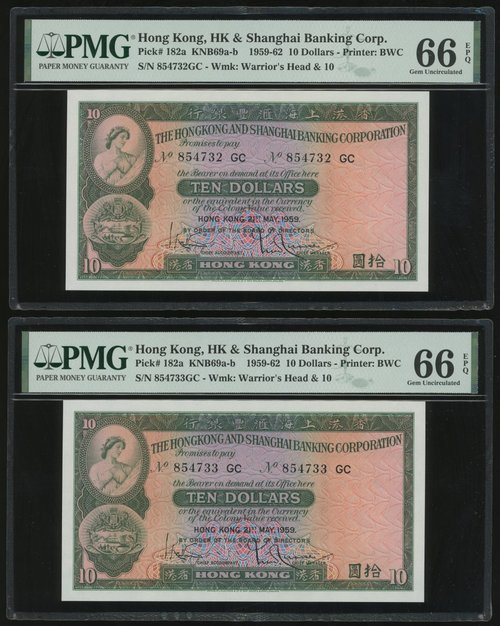 PMG
PAPER MONEY GUARANTY
Hong Kong, HK & Shanghai Banking Corp.
Pick# 182a KNB69a-b 1959-62 10 Dollars - Printer: BWC
S/N 854732GC - Wmk: Warrior's Head & 10
66 EPQ
Gem Uncirculated
10
行銀豐滙海上港香
THE HONGKONG AND SHANGHAI BANKING CORPORATION
Promises to pay
Nº 854732 GC Nº 854732 GC
the Bearer on demand at its Office here
TEN DOLLARS
or the equivalent in the Currency
of the Colony, Value received.
HONG KONG, 21ST MAY, 1959.
BY ORDER OF THE BOARD OF DIRECTORS
CHIEF ACCOUNTANT
10 港香 HONG KONG 港香 圓拾 10
PMG
PAPER MONEY GUARANTY
Hong Kong, HK & Shanghai Banking Corp.
Pick# 182a KNB69a-b 1959-62 10 Dollars - Printer: BWC
S/N 854733GC - Wmk: Warrior's Head & 10
66 EPQ
Gem Uncirculated
10
行銀豐滙海上港香
THE HONGKONG AND SHANGHAI BANKING CORPORATION
Promises to pay
Nº 854733 GC Nº 854733 GC
the Bearer on demand at its Office here
TEN DOLLARS
or the equivalent in the Currency
of the Colony, Value received.
HONG KONG, 21ST MAY, 1959.
BY ORDER OF THE BOARD OF DIRECTORS
CHIEF ACCOUNTANT
10 港香 HONG KONG 港香 圓拾 10